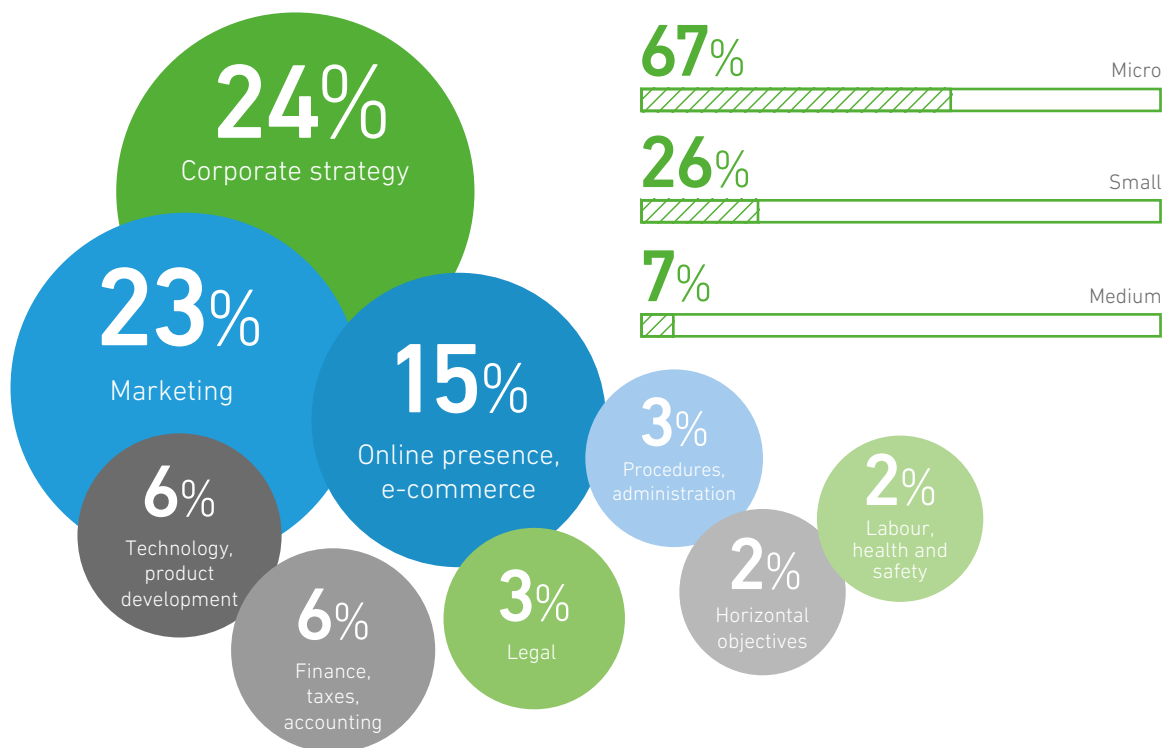 24%
Corporate strategy
23%
Marketing
15%
Online presence,
e-commerce
6%
Technology,
product
development
6%
Finance,
taxes,
accounting
3%
Legal
3%
Procedures,
administration
2%
Horizontal
objectives
2%
Labour,
health and
safety
67%
Micro
26%
Small
7%
Medium